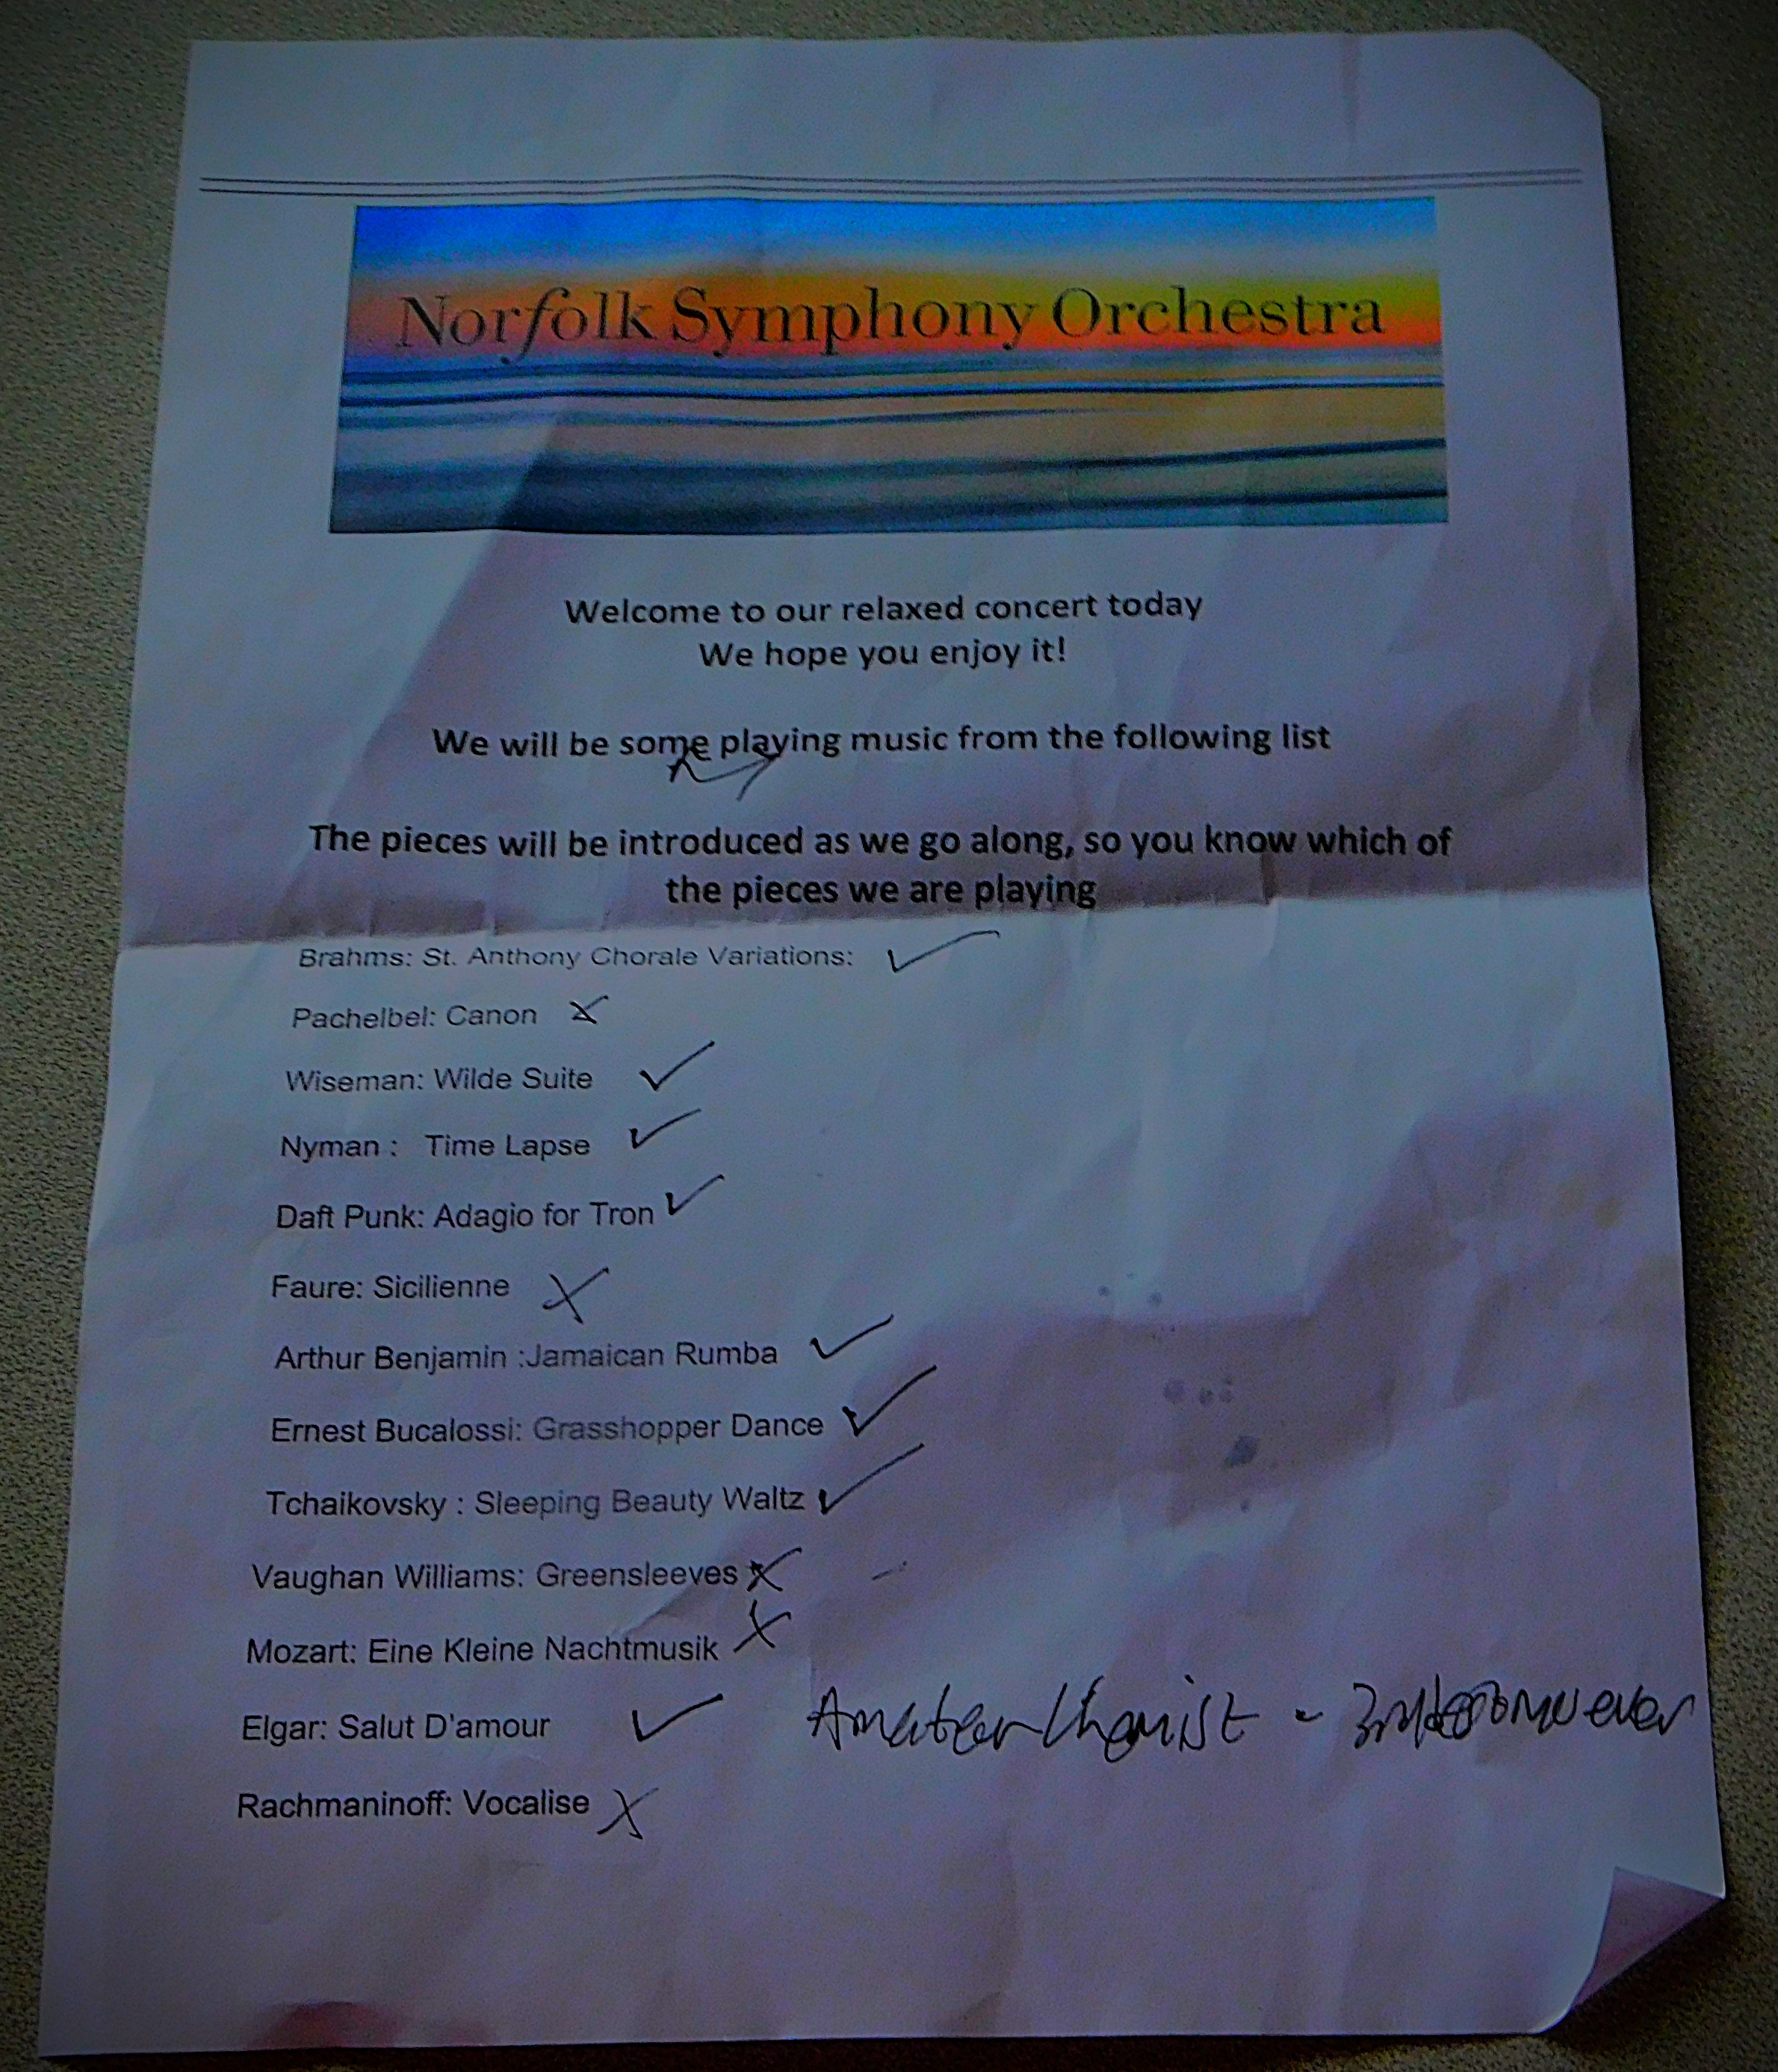 Norfolk Symphony Orchestra
Welcome to our relaxed concert today
We hope you enjoy it!
We will be some playing music from the following list
The pieces will be introduced as we go along, so you know which of
the pieces we are playing
Brahms: St. Anthony Chorale Variations:
Pachelbel: Canon
Wiseman: Wilde Suite
Nyman : Time Lapse
Daft Punk: Adagio for Tron
Faure: Sicilienne
Arthur Benjamin :Jamaican Rumba
Ernest Bucalossi: Grasshopper Dance
Tchaikovsky : Sleeping Beauty Waltz
Vaughan Williams: Greensleeves
Mozart: Eine Kleine Nachtmusik
Elgar: Salut D'amour
Amateur Chemist -
Rachmaninoff: Vocalise